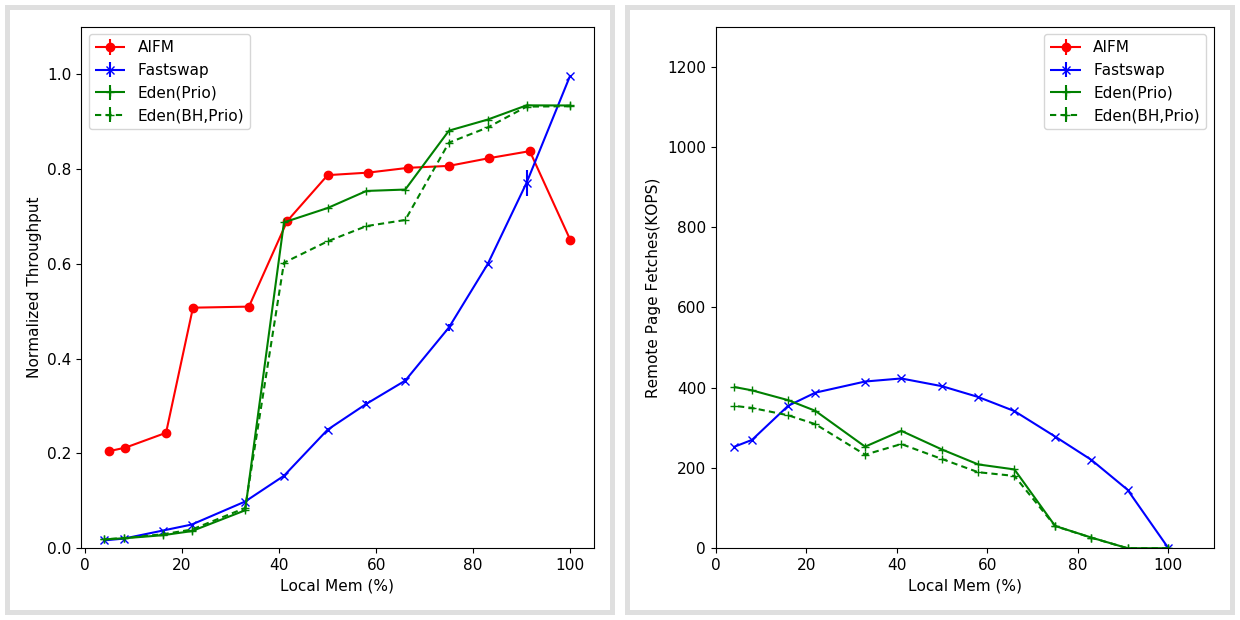 AIFM
Fastswap
Eden(Prio)
Eden(BH,Prio)
Normalized Throughput
1.0
0.8
0.6
0.4
0.2
0.0
0 20 40 60 80 100
Local Mem (%)
AIFM
Fastswap
Eden(Prio)
Eden(BH,Prio)
Remote Page Fetches(KOPS)
1200
1000
800
600
400
200
0
0 20 40 60 80 100
Local Mem (%)